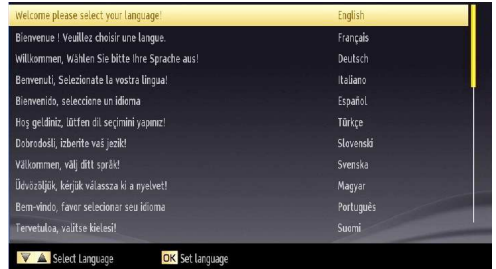 Welcome please select your language! English
Bienvenue ! Veuillez choisir une langue. Français
Willkommen, Wählen Sie bitte Ihre Sprache aus! Deutsch
Benvenuti, Selezionate la vostra lingua! Italiano
Bienvenido, seleccione un idioma Español
Hoş geldiniz, lütfen dil seçimini yapınız! Türkçe
Dobrodošli, izberite vaš jezik! Slovenski
Välkommen, välj ditt språk! Svenska
Üdvözöljük, kérjük válassza ki a nyelvet! Magyar
Bem-vindo, favor selecionar seu idioma Português
Tervetuloa, valitse kielesi! Suomi
Select Language OK Set language